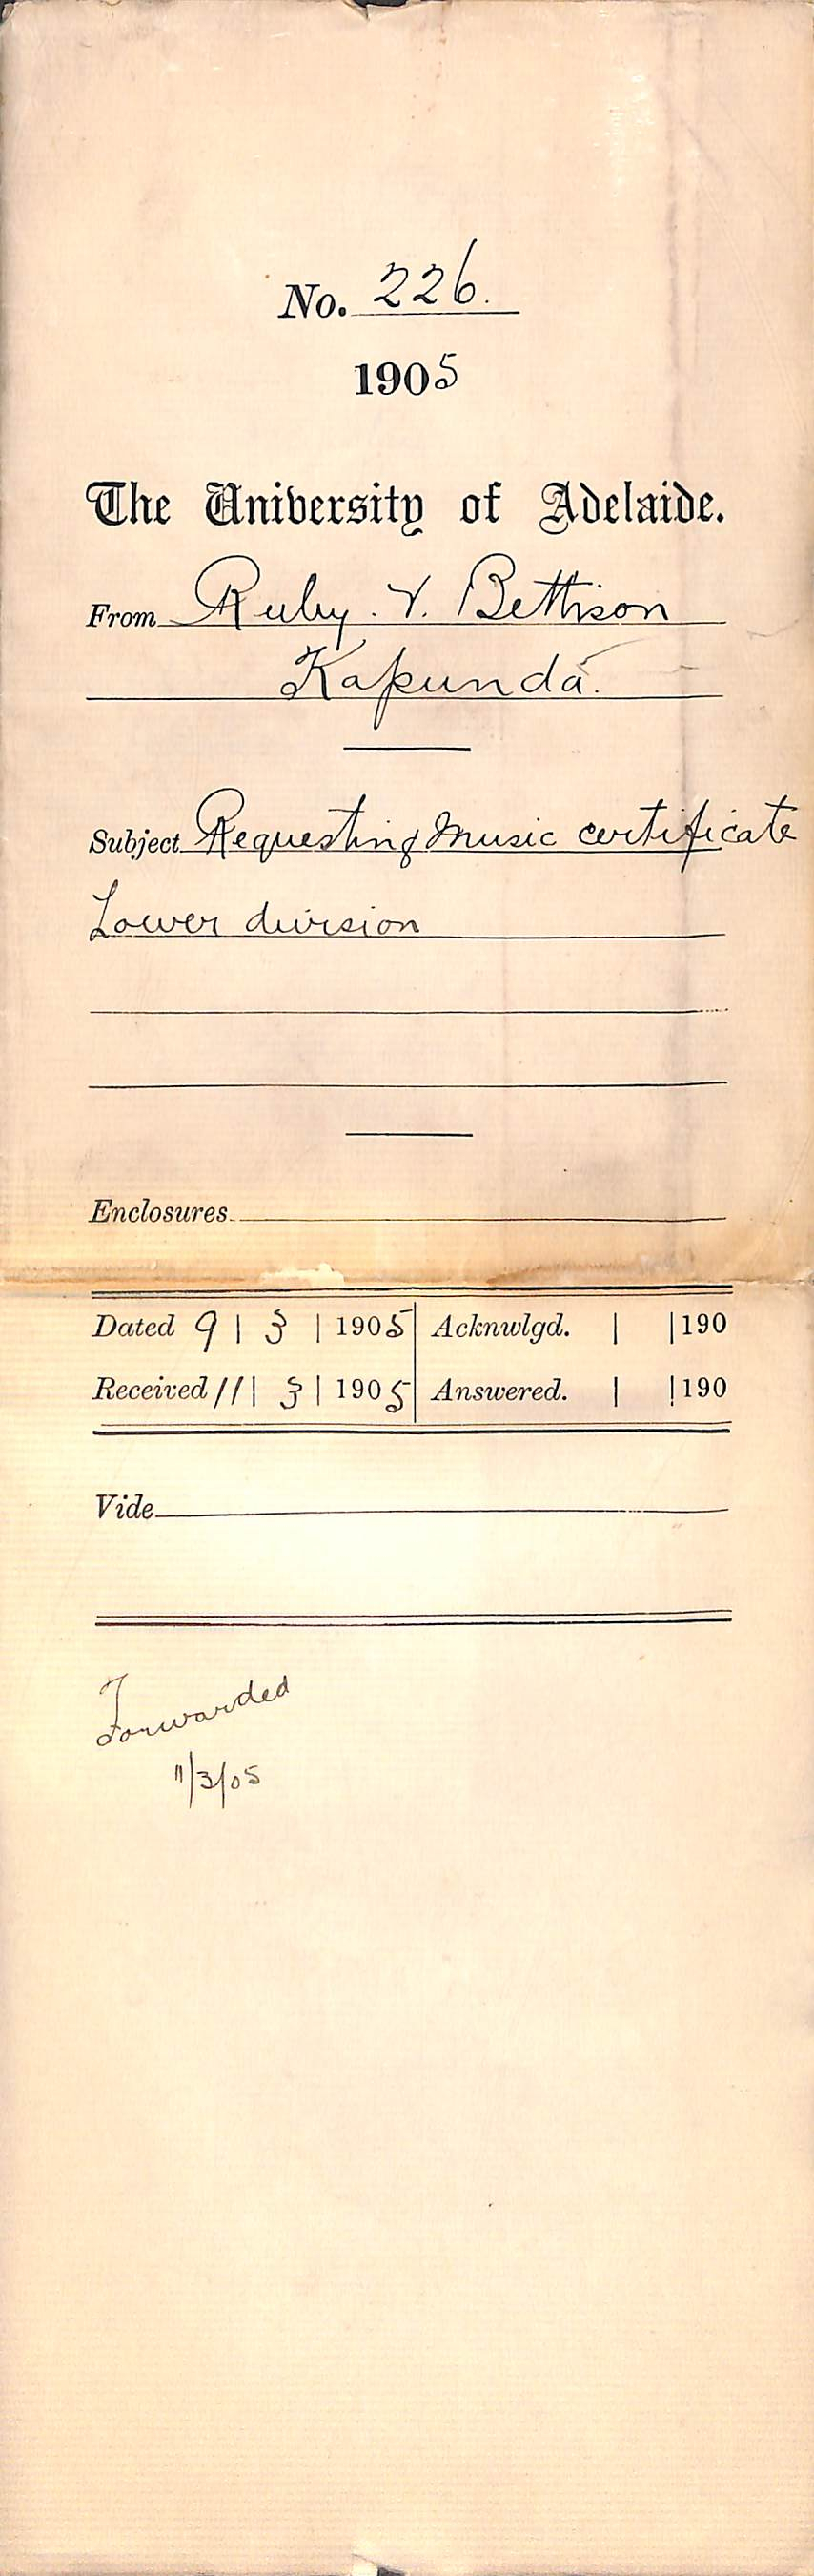 No. 226.
1905
The University of Adelaide.
From Ruby. V. Bettison
Kapunda.
Subject Requesting Music certificate
Lower division
Enclosures
Dated 9 | 3 | 1905 | Acknwlgd. | | 190
Received 11 | 3 | 1905 | Answered. | | 190
Vide
Forwarded
11/3/05